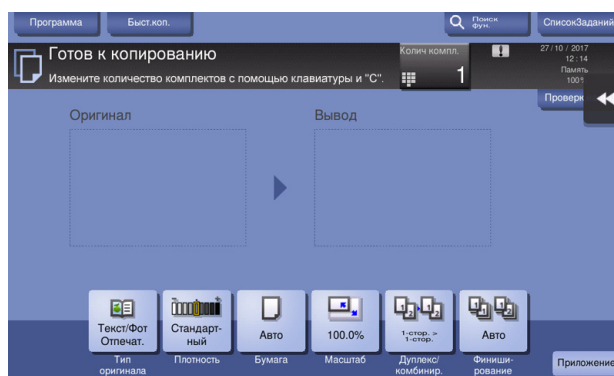 Программа
Быст.коп.
Поиск
фун.
СписокЗаданий
Готов к копированию
Измените количество комплектов с помощью клавиатуры и "С".
Колич компл.
1
27/10 / 2017
12 : 14
Память
100%
Проверк
Оригинал
Вывод
Текст/Фот
Отпечат.
Стандарт-
ный
Авто
100.0%
1-стор. >
1-стор.
Авто
Тип
оригинала
Плотность
Бумага
Масштаб
Дуплекс/
комбинир.
Финиши-
рование
Приложение